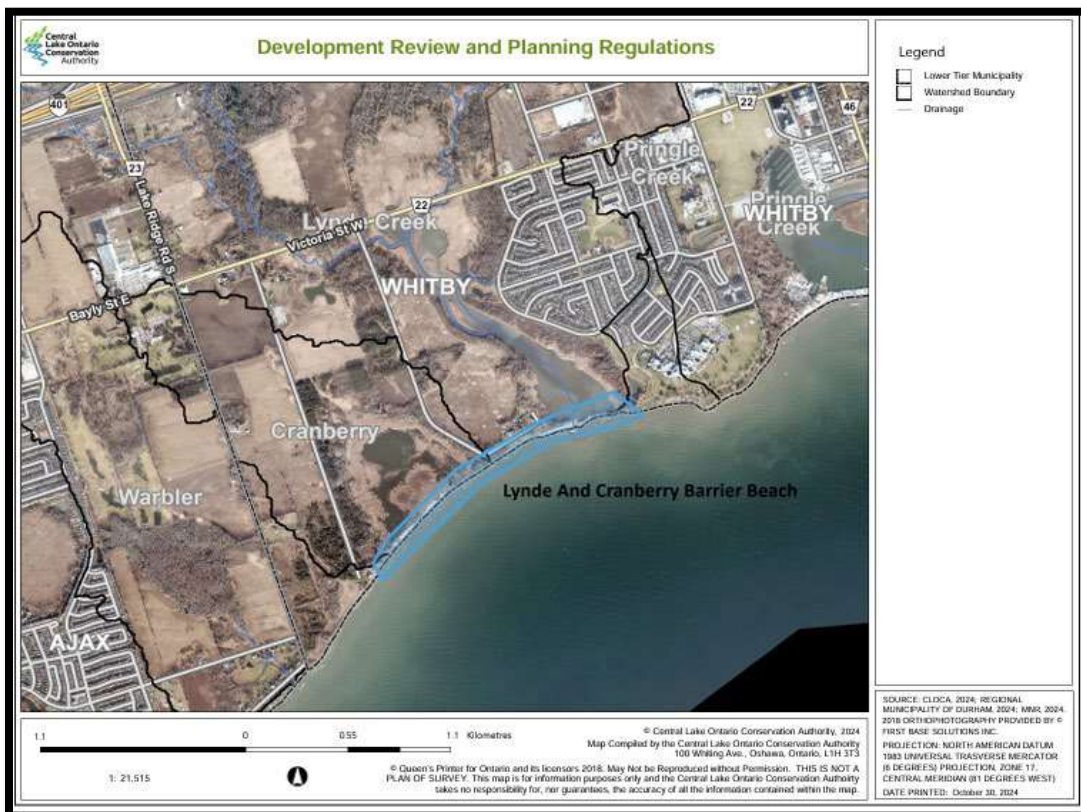 Central
Lake Ontario
Conservation
Authority
Development Review and Planning Regulations
Legend
Lower Tier Municipality
Watershed Boundary
Drainage
401
22
46
23
Lake Ridge Rd S
Pringle
Creek
Pringle
WHITBY
Creek
22
Lynde Creek
Victoria St W
WHITBY
Bayly St E
Cranberry
Warbler
Lynde And Cranberry Barrier Beach
AJAX
1.1 0 0.55 1.1 Kilometres
1: 21,515
© Central Lake Ontario Conservation Authority, 2024
Map Compiled by the Central Lake Ontario Conservation Authority
100 Whiting Ave., Oshawa, Ontario, L1H 3T3
© Queen's Printer for Ontario and its licensors 2018. May Not be Reproduced without Permission. THIS IS NOT A
PLAN OF SURVEY. This map is for information purposes only and the Central Lake Ontario Conservation Authority
takes no responsibility for, nor guarantees, the accuracy of all the information contained within the map.
SOURCE: CLOCA, 2024; REGIONAL
MUNICIPALITY OF DURHAM, 2024; MNR, 2024.
2018 ORTHOPHOTOGRAPHY PROVIDED BY ©
FIRST BASE SOLUTIONS INC.
PROJECTION: NORTH AMERICAN DATUM
1983 UNIVERSAL TRASVERSE MERCATOR
(6 DEGREES) PROJECTION, ZONE 17,
CENTRAL MERIDIAN (81 DEGREES WEST)
DATE PRINTED: October 30, 2024